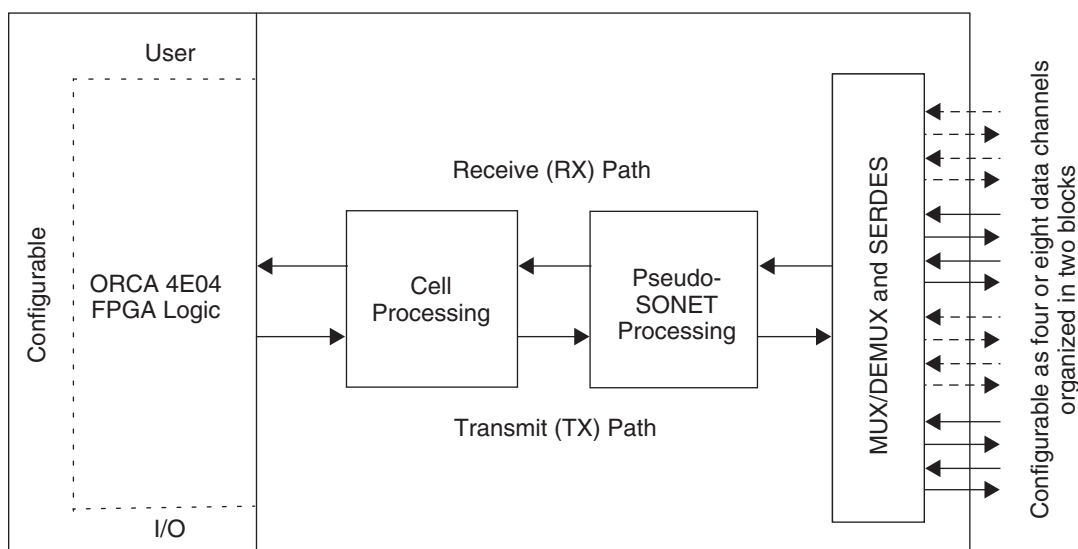 User
Configurable
ORCA 4E04
FPGA Logic
I/O
Receive (RX) Path
Cell
Processing
Pseudo-
SONET
Processing
Transmit (TX) Path
MUX/DEMUX and SERDES
Configurable as four or eight data channels
organized in two blocks